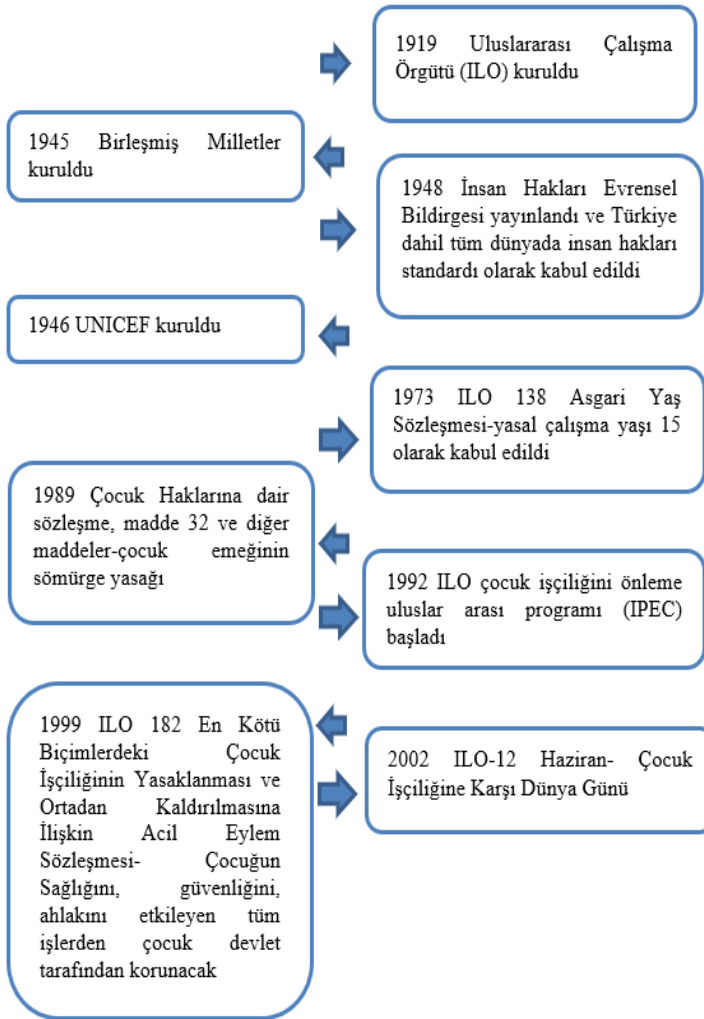 1919 Uluslararası Çalışma
Örgütü (ILO) kuruldu
1945 Birleşmiş Milletler
kuruldu
1948 İnsan Hakları Evrensel
Bildirgesi yayınlandı ve Türkiye
dahil tüm dünyada insan hakları
standardı olarak kabul edildi
1946 UNICEF kuruldu
1973 ILO 138 Asgari Yaş
Sözleşmesi-yasal çalışma yaşı 15
olarak kabul edildi
1989 Çocuk Haklarına dair
sözleşme, madde 32 ve diğer
maddeler-çocuk emeğinin
sömürge yasağı
1992 ILO çocuk işçiliğini önleme
uluslar arası programı (IPEC)
başladı
1999 ILO 182 En Kötü
Biçimlerdeki Çocuk
İşçiliğinin Yasaklanması ve
Ortadan Kaldırılmasına
İlişkin Acil Eylem
Sözleşmesi- Çocuğun
Sağlığını, güvenliğini,
ahlakını etkileyen tüm
işlerden çocuk devlet
tarafından korunacak
2002 ILO-12 Haziran- Çocuk
İşçiliğine Karşı Dünya Günü